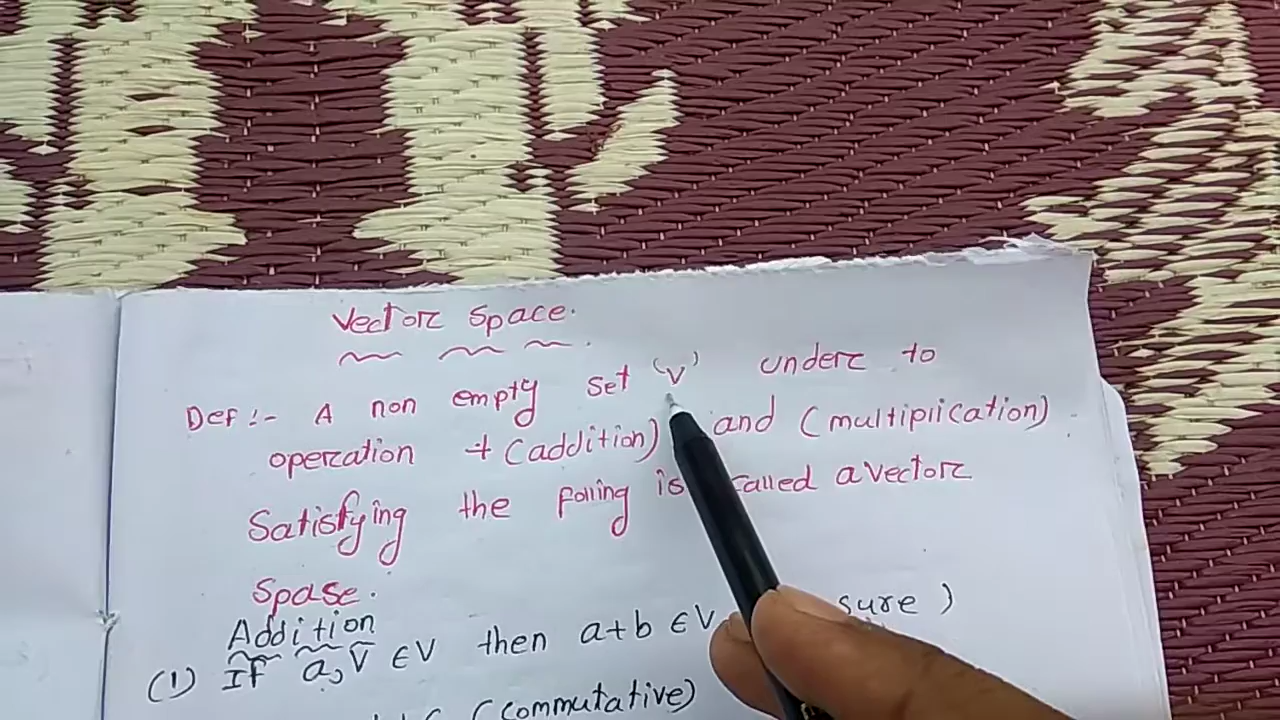 Vector Space.
Def :- A non empty set 'V' under to
operation + (addition) and (multiplication)
Satisfying the folling is called a vector
Spase.
Addition
(1) If a, v ∈ V then a+b ∈ V sure)
(commutative)